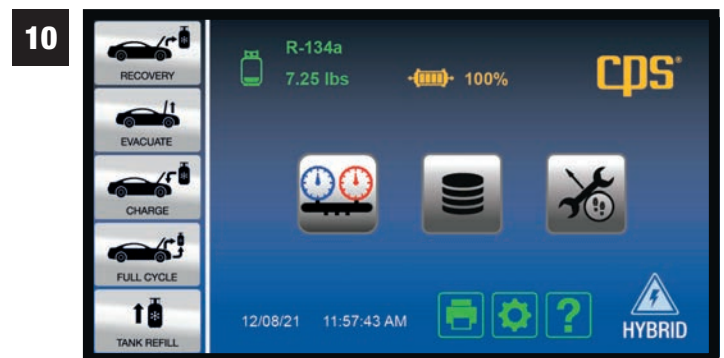 10
RECOVERY
EVACUATE
CHARGE
FULL CYCLE
TANK REFILL
R-134a
7.25 lbs
100%
CPS®
12/08/21 11:57:43 AM
?
HYBRID